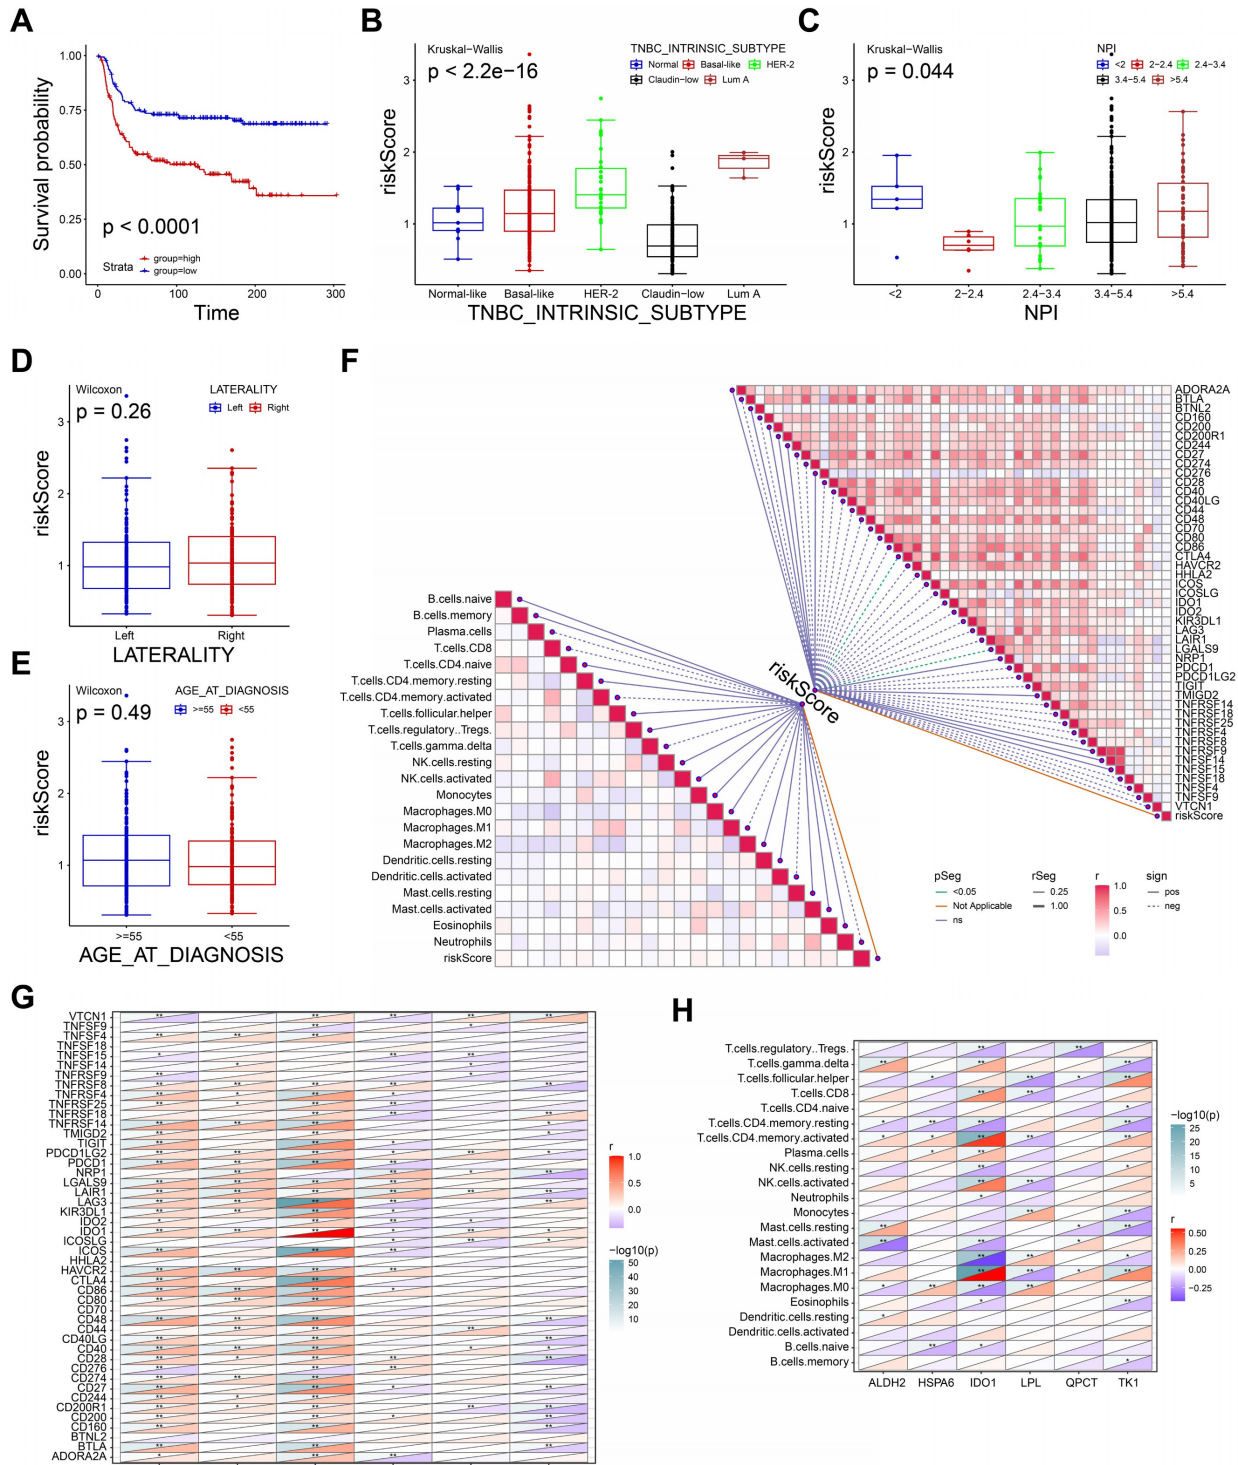 A
1.00
0.75
0.50
0.25
0.00
Survival probability
p < 0.0001
Strata
group=high
group=low
0
100
200
300
Time
B
Kruskal−Wallis
p < 2.2e−16
TNBC_INTRINSIC_SUBTYPE
Normal
Basal−like
HER−2
Claudin−low
Lum A
3
2
1
riskScore
Normal−like
Basal−like
HER−2
Claudin−low
Lum A
TNBC_INTRINSIC_SUBTYPE
C
Kruskal−Wallis
p = 0.044
NPI
<2
2−2.4
2.4−3.4
3.4−5.4
>5.4
3
2
1
riskScore
<2
2−2.4
2.4−3.4
3.4−5.4
>5.4
NPI
D
Wilcoxon
p = 0.26
LATERALITY
Left
Right
3
2
1
riskScore
Left
Right
LATERALITY
E
Wilcoxon
p = 0.49
AGE_AT_DIAGNOSIS
>=55
<55
3
2
1
riskScore
>=55
<55
AGE_AT_DIAGNOSIS
F
ADORA2A
BTLA
BTNL2
CD160
CD200
CD200R1
CD244
CD27
CD274
CD276
CD28
CD40
CD40LG
CD44
CD48
CD70
CD80
CD86
CTLA4
HAVCR2
HHLA2
ICOS
ICOSLG
IDO1
IDO2
KIR3DL1
LAG3
LAIR1
LGALS9
NRP1
PDCD1
PDCD1LG2
TIGIT
TMIGD2
TNFRSF14
TNFRSF18
TNFRSF25
TNFRSF4
TNFRSF8
TNFRSF9
TNFSF14
TNFSF15
TNFSF18
TNFSF4
TNFSF9
VTCN1
riskScore
riskScore
B.cells.naive
B.cells.memory
Plasma.cells
T.cells.CD8
T.cells.CD4.naive
T.cells.CD4.memory.resting
T.cells.CD4.memory.activated
T.cells.follicular.helper
T.cells.regulatory..Tregs.
T.cells.gamma.delta
NK.cells.resting
NK.cells.activated
Monocytes
Macrophages.M0
Macrophages.M1
Macrophages.M2
Dendritic.cells.resting
Dendritic.cells.activated
Mast.cells.resting
Mast.cells.activated
Eosinophils
Neutrophils
riskScore
pSeg
<0.05
Not Applicable
ns
rSeg
0.25
1.00
r
1.0
0.5
0.0
sign
pos
neg
G
VTCN1
TNFSF9
TNFSF4
TNFSF18
TNFSF15
TNFSF14
TNFRSF9
TNFRSF8
TNFRSF4
TNFRSF25
TNFRSF18
TNFRSF14
TMIGD2
TIGIT
PDCD1LG2
PDCD1
NRP1
LGALS9
LAIR1
LAG3
KIR3DL1
IDO2
IDO1
ICOSLG
ICOS
HHLA2
HAVCR2
CTLA4
CD86
CD80
CD70
CD48
CD44
CD40LG
CD40
CD28
CD276
CD274
CD27
CD244
CD200R1
CD200
CD160
BTNL2
BTLA
ADORA2A
r
1.0
0.5
0.0
−log10(p)
50
40
30
20
10
H
T.cells.regulatory..Tregs.
T.cells.gamma.delta
T.cells.follicular.helper
T.cells.CD8
T.cells.CD4.naive
T.cells.CD4.memory.resting
T.cells.CD4.memory.activated
Plasma.cells
NK.cells.resting
NK.cells.activated
Neutrophils
Monocytes
Mast.cells.resting
Mast.cells.activated
Macrophages.M2
Macrophages.M1
Macrophages.M0
Eosinophils
Dendritic.cells.resting
Dendritic.cells.activated
B.cells.naive
B.cells.memory
ALDH2
HSPA6
IDO1
LPL
QPCT
TK1
−log10(p)
25
20
15
10
5
r
0.50
0.25
0.00
−0.25